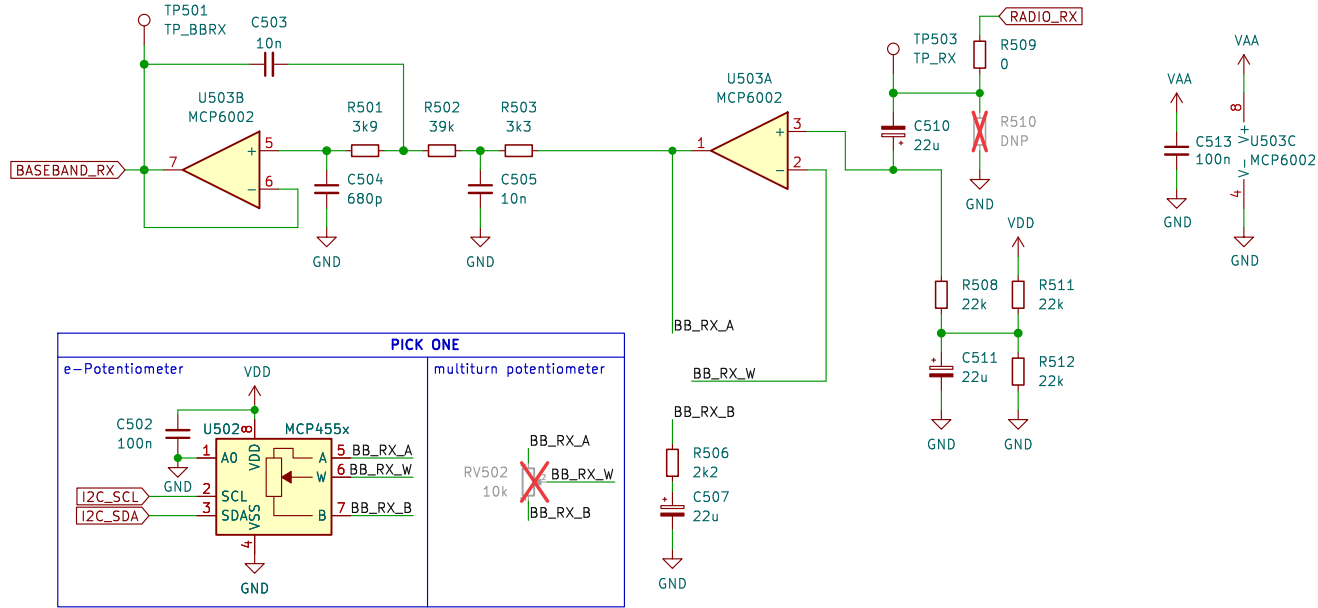 TP501
TP_BBRX
C503
10n
U503B
MCP6002
5
6
7
BASEBAND_RX
R501
3k9
R502
39k
R503
3k3
C504
680p
GND
C505
10n
GND
U503A
MCP6002
1
3
2
TP503
TP_RX
RADIO_RX
R509
0
C510
22u
R510
DNP
GND
VDD
R508
22k
R511
22k
C511
22u
R512
22k
GND
GND
VAA
C513
100n
GND
VAA
8
V+
U503C
MCP6002
V-
4
GND
BB_RX_A
BB_RX_W
BB_RX_B
R506
2k2
C507
22u
GND
PICK ONE
e-Potentiometer
VDD
C502
100n
GND
U502
MCP455x
8
VDD
1
A0
2
SCL
3
SDA
VSS
4
GND
A
5
BB_RX_A
W
6
BB_RX_W
B
7
BB_RX_B
I2C_SCL
I2C_SDA
multiturn potentiometer
BB_RX_A
RV502
10k
BB_RX_W
BB_RX_B
+
−
+
−
+
+
+